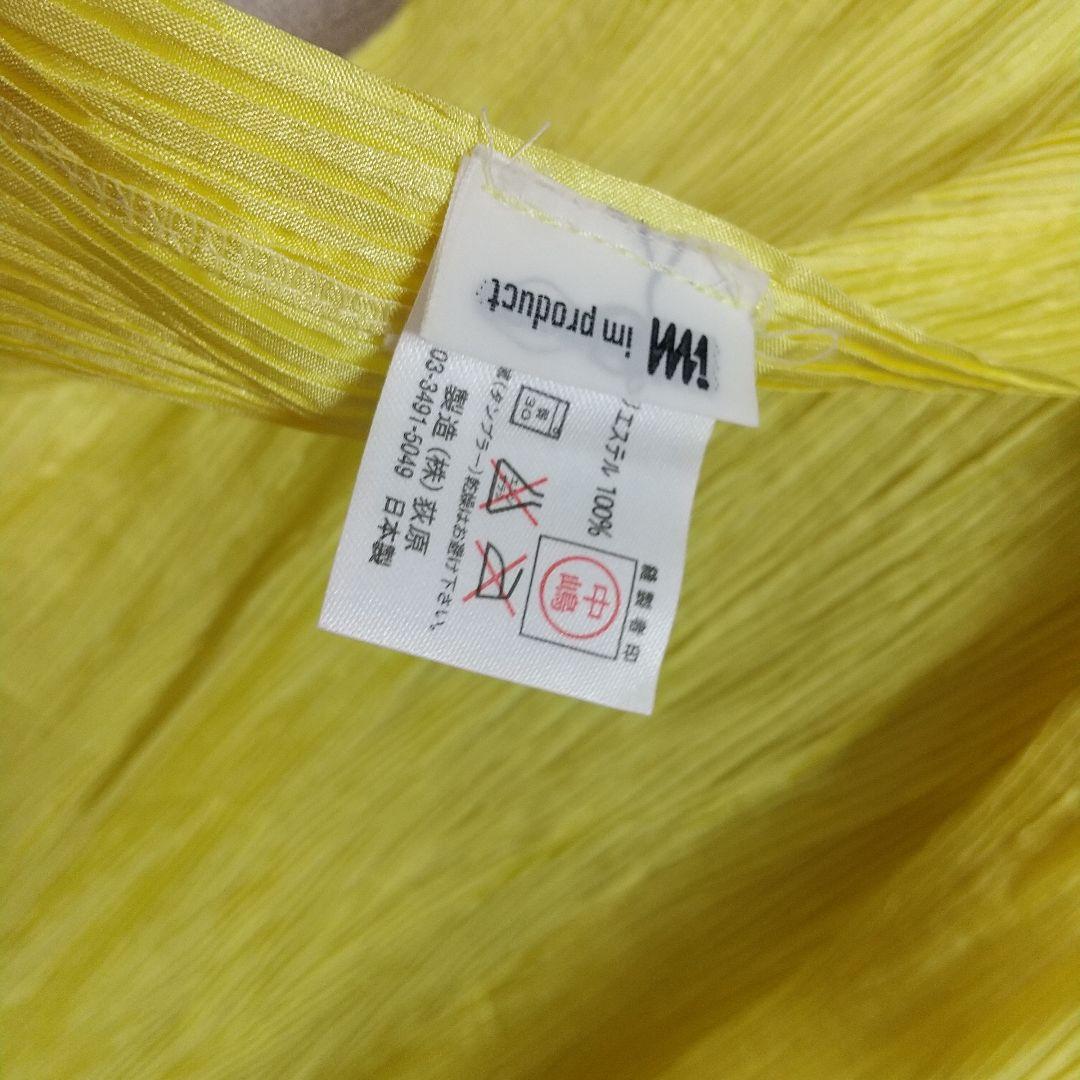 im
im product
エステル 100%
縫製者印
中嶋
弱
30
(タンブラー)乾燥はお避け下さい。
製造(株)荻原
03-3491-5049 日本製